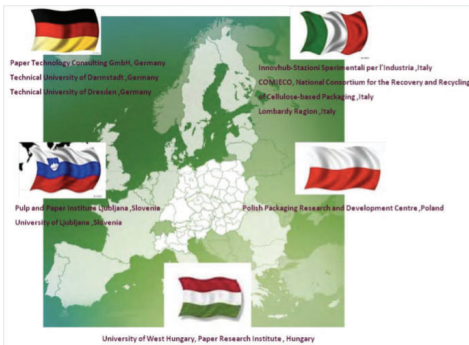 Paper Technology Consulting GmbH, Germany
Technical University of Darmstadt ,Germany
Technical University of Dresden ,Germany
Innovhub-Stazioni Sperimentali per l'Industria ,Italy
COMIECO, National Consortium for the Recovery and Recycling
of Cellulose-based Packaging ,Italy
Lombardy Region ,Italy
Pulp and Paper Institute Ljubljana ,Slovenia
University of Ljubljana ,Slovenia
Polish Packaging Research and Development Centre ,Poland
University of West Hungary, Paper Research Institute , Hungary